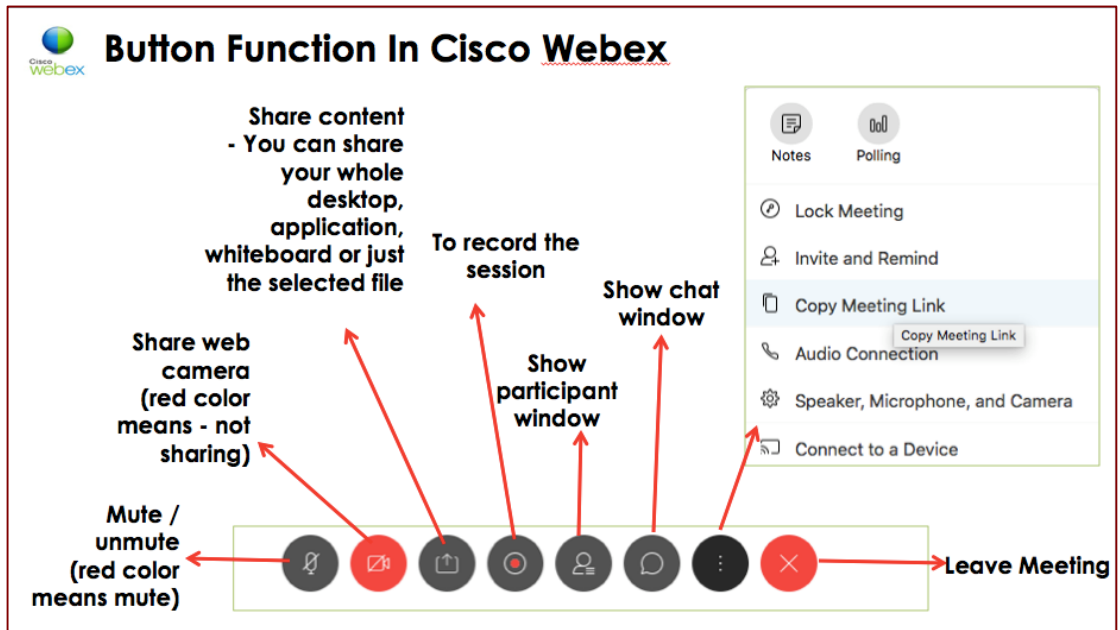 Cisco
webex
Button Function In Cisco Webex
Share content
- You can share
your whole
desktop,
application,
whiteboard or just
the selected file
To record the
session
Show chat
window
Share web
camera
(red color
means - not
sharing)
Show
participant
window
Mute /
unmute
(red color
means mute)
Leave Meeting
Notes
Polling
Lock Meeting
Invite and Remind
Copy Meeting Link
Copy Meeting Link
Audio Connection
Speaker, Microphone, and Camera
Connect to a Device